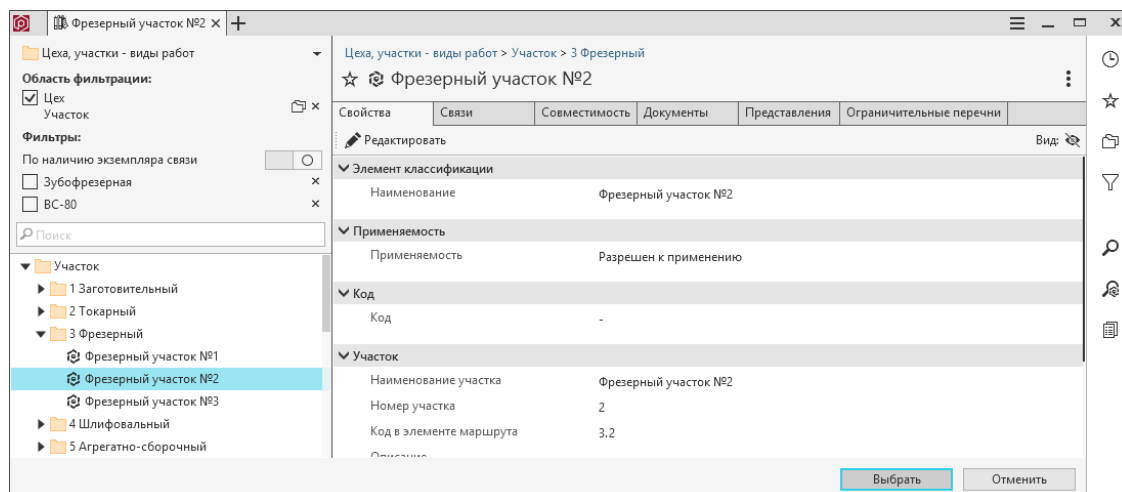 Фрезерный участок №2
Цеха, участки - виды работ
Область фильтрации:
Цех
Участок
Фильтры:
По наличию экземпляра связи
Зубофрезерная
ВС-80
Поиск
Участок
1 Заготовительный
2 Токарный
3 Фрезерный
Фрезерный участок №1
Фрезерный участок №2
Фрезерный участок №3
4 Шлифовальный
5 Агрегатно-сборочный
Цеха, участки - виды работ > Участок > 3 Фрезерный
Фрезерный участок №2
Свойства Связи Совместимость Документы Представления Ограничительные перечни
Редактировать Вид:
Элемент классификации
Наименование Фрезерный участок №2
Применяемость
Применяемость Разрешен к применению
Код
Код -
Участок
Наименование участка Фрезерный участок №2
Номер участка 2
Код в элементе маршрута 3.2
Описание
Выбрать Отменить